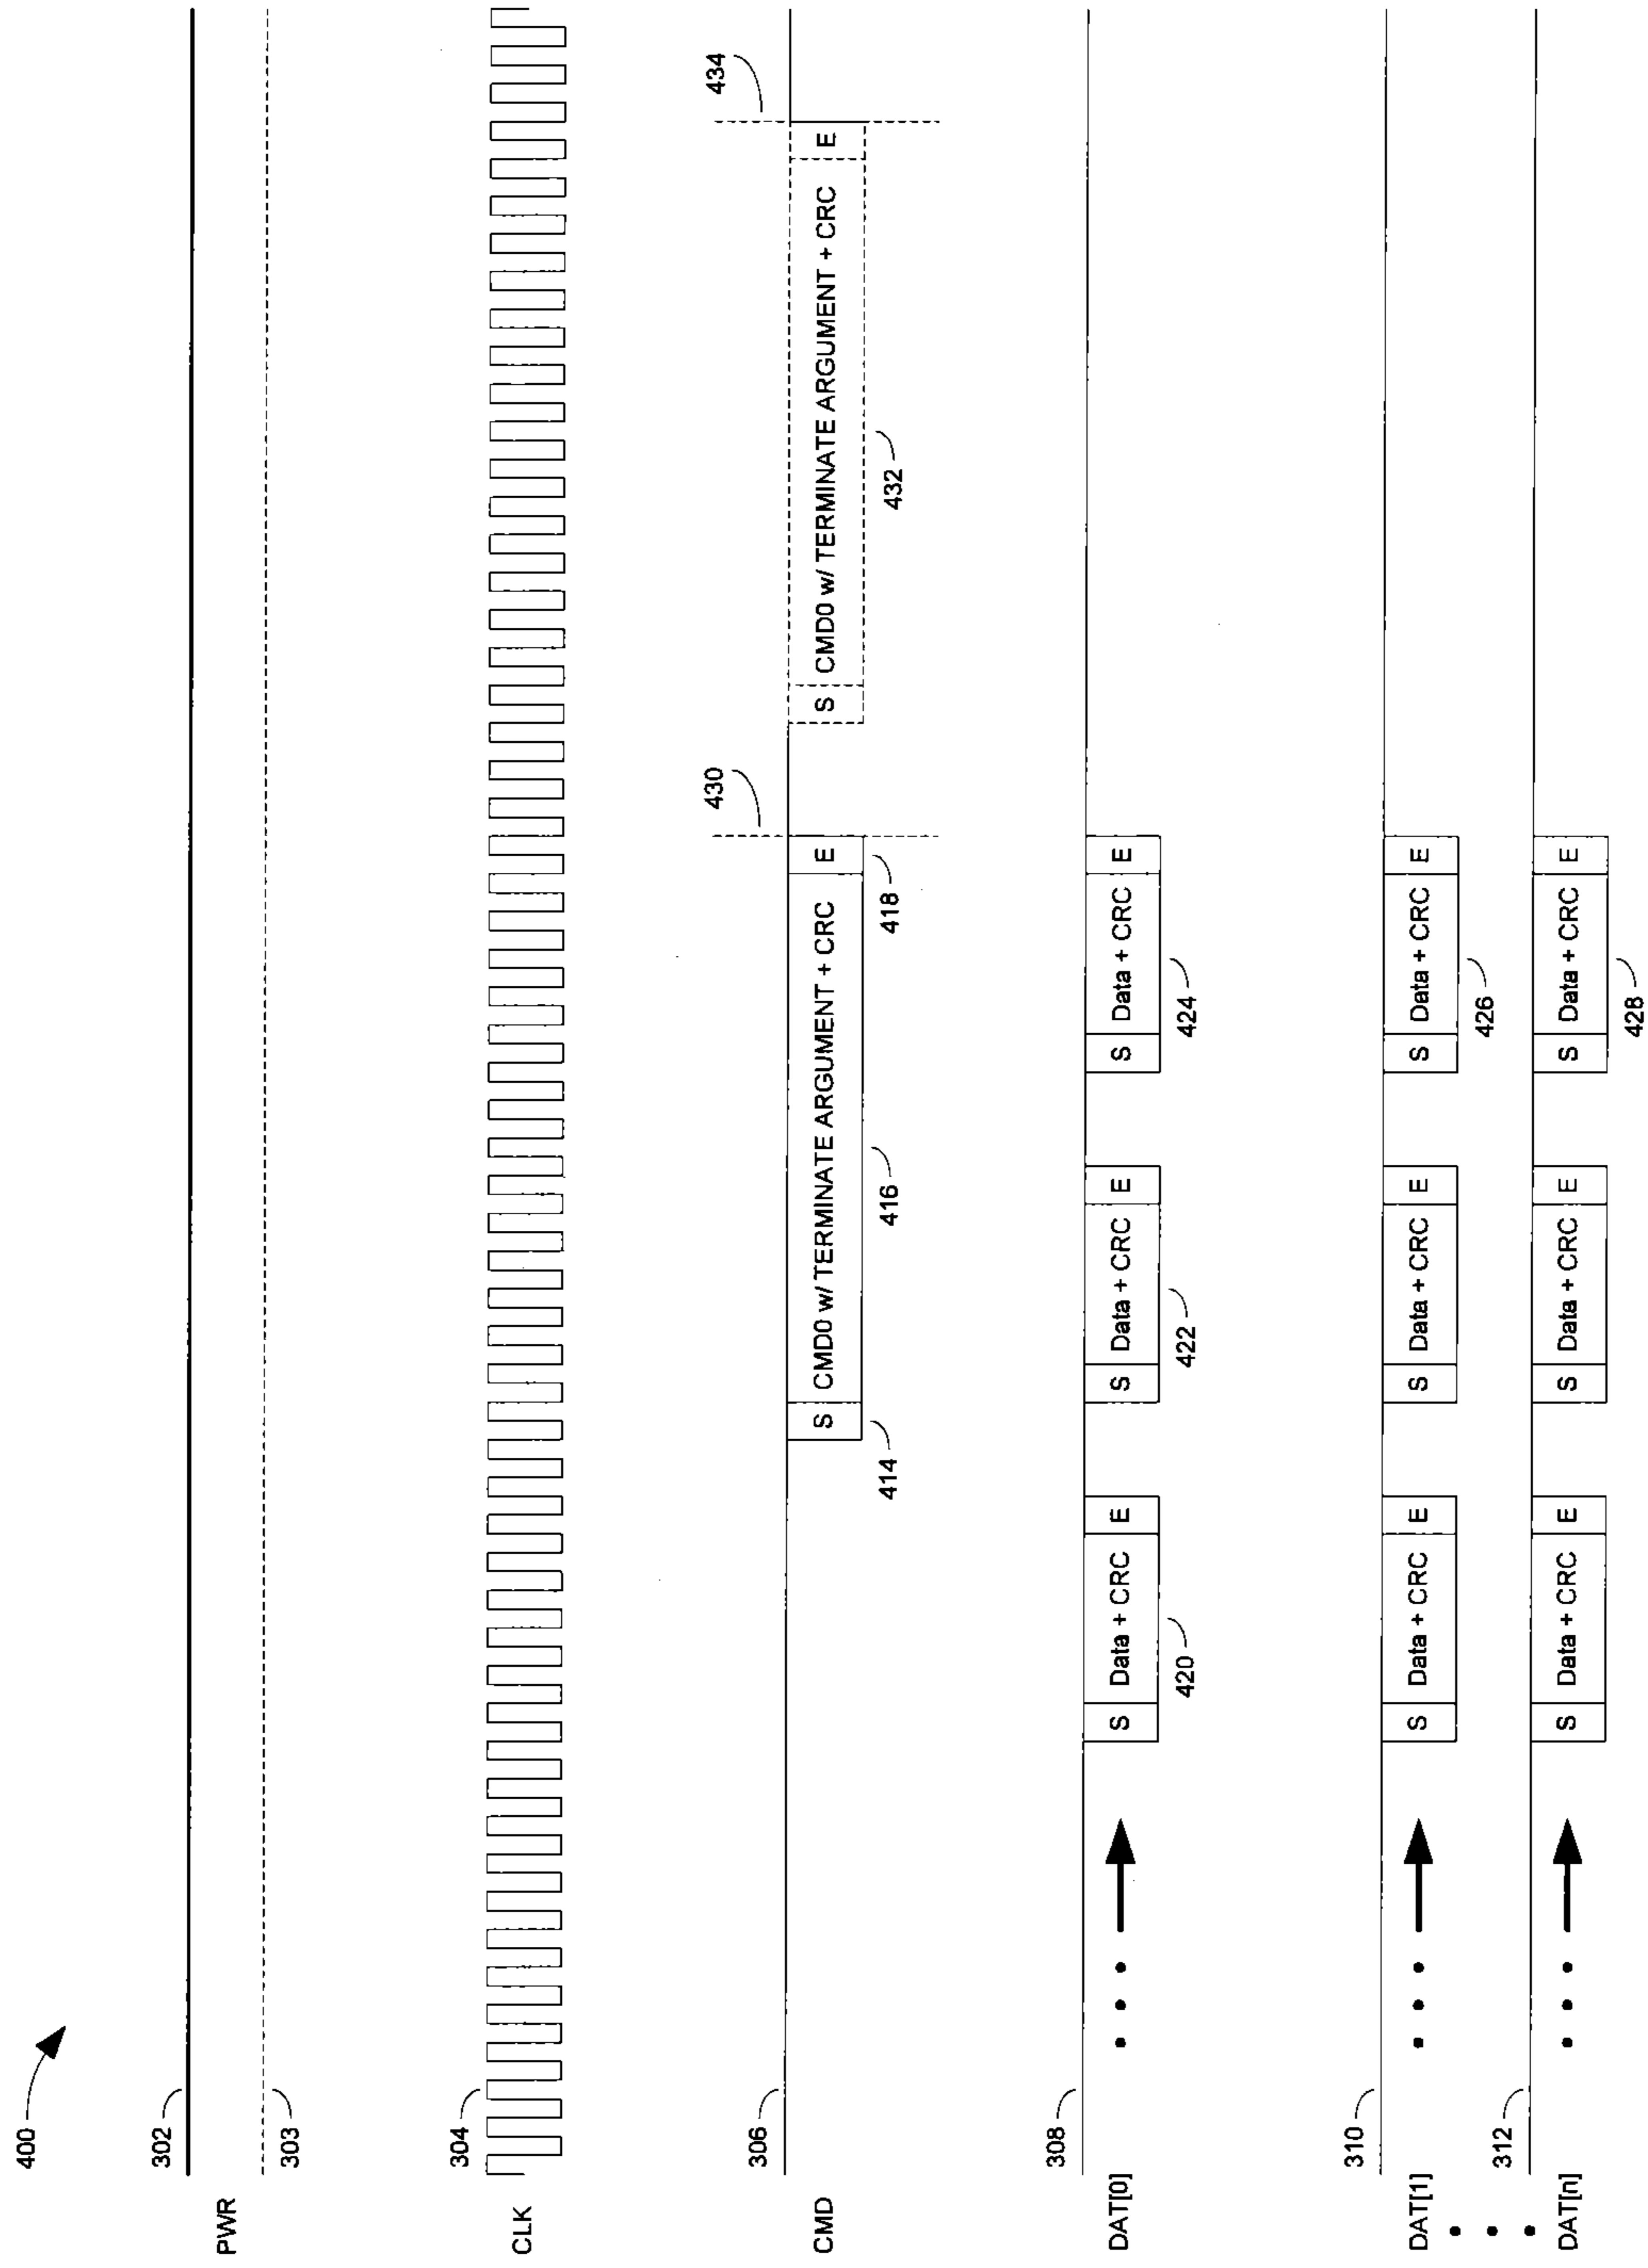 400
302
PWR
303
304
CLK
430
434
306
CMD
S
CMD0 w/ TERMINATE ARGUMENT + CRC
E
S
CMD0 w/ TERMINATE ARGUMENT + CRC
E
414
416
418
432
308
DAT[0]
S
Data + CRC
E
S
Data + CRC
E
S
Data + CRC
E
420
422
424
310
DAT[1]
S
Data + CRC
E
S
Data + CRC
E
S
Data + CRC
E
426
312
DAT[n]
S
Data + CRC
E
S
Data + CRC
E
S
Data + CRC
E
428